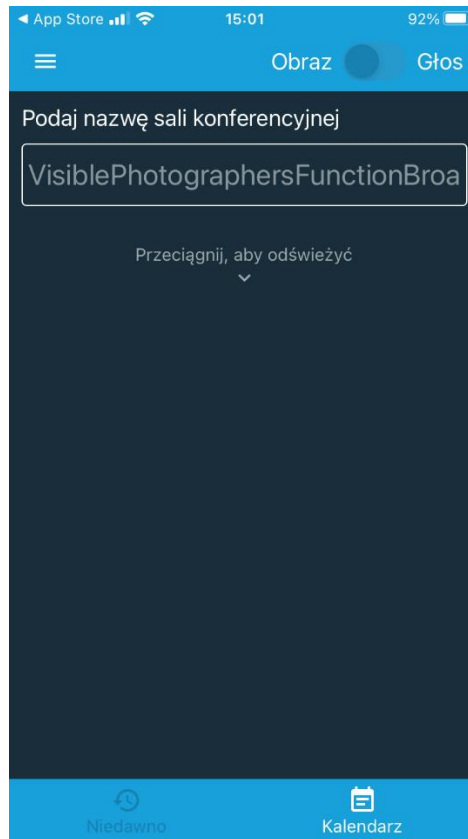 App Store 15:01 92%
Obraz Głos
Podaj nazwę sali konferencyjnej
VisiblePhotographersFunctionBroa
Przeciągnij, aby odświeżyć
Niedawno Kalendarz